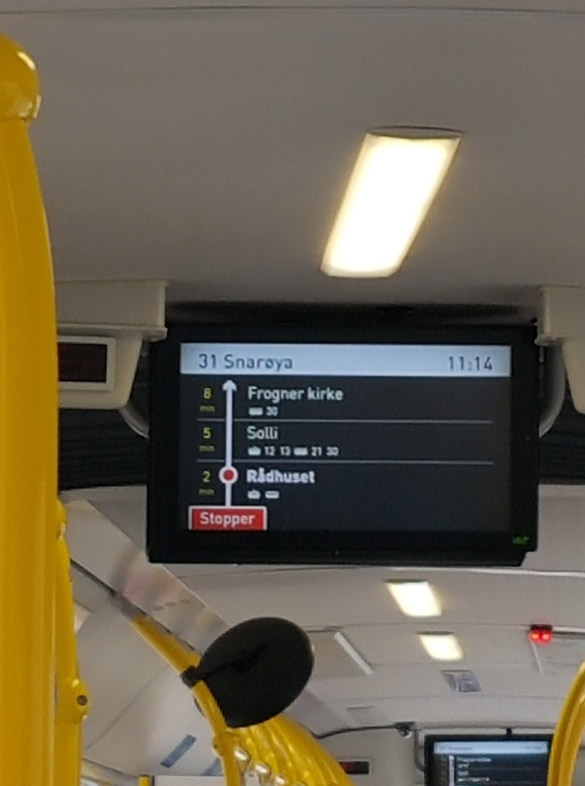 31 Snarøya 11:14
8 min Frogner kirke
30
5 Solli
12 13 21 30
2 min Rådhuset
Stopper